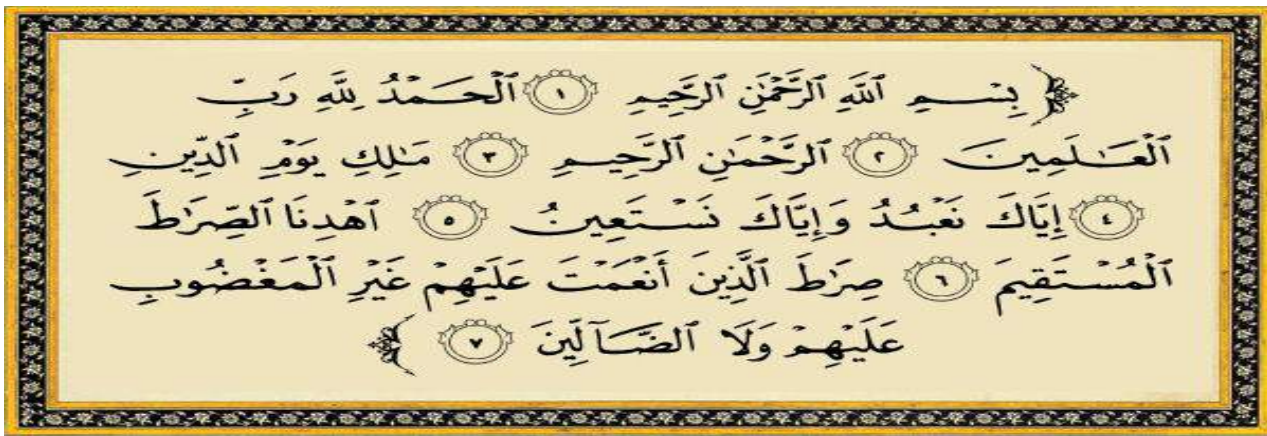 ﴿ بِسْمِ ٱللَّهِ ٱلرَّحْمَٰنِ ٱلرَّحِيمِ ١ ٱلْحَمْدُ لِلَّهِ رَبِّ
ٱلْعَٰلَمِينَ ٢ ٱلرَّحْمَٰنِ ٱلرَّحِيمِ ٣ مَٰلِكِ يَوْمِ ٱلدِّينِ
٤ إِيَّاكَ نَعْبُدُ وَإِيَّاكَ نَسْتَعِينُ ٥ ٱهْدِنَا ٱلصِّرَٰطَ
ٱلْمُسْتَقِيمَ ٦ صِرَٰطَ ٱلَّذِينَ أَنْعَمْتَ عَلَيْهِمْ غَيْرِ ٱلْمَغْضُوبِ
عَلَيْهِمْ وَلَا ٱلضَّآلِّينَ ٧ ﴾